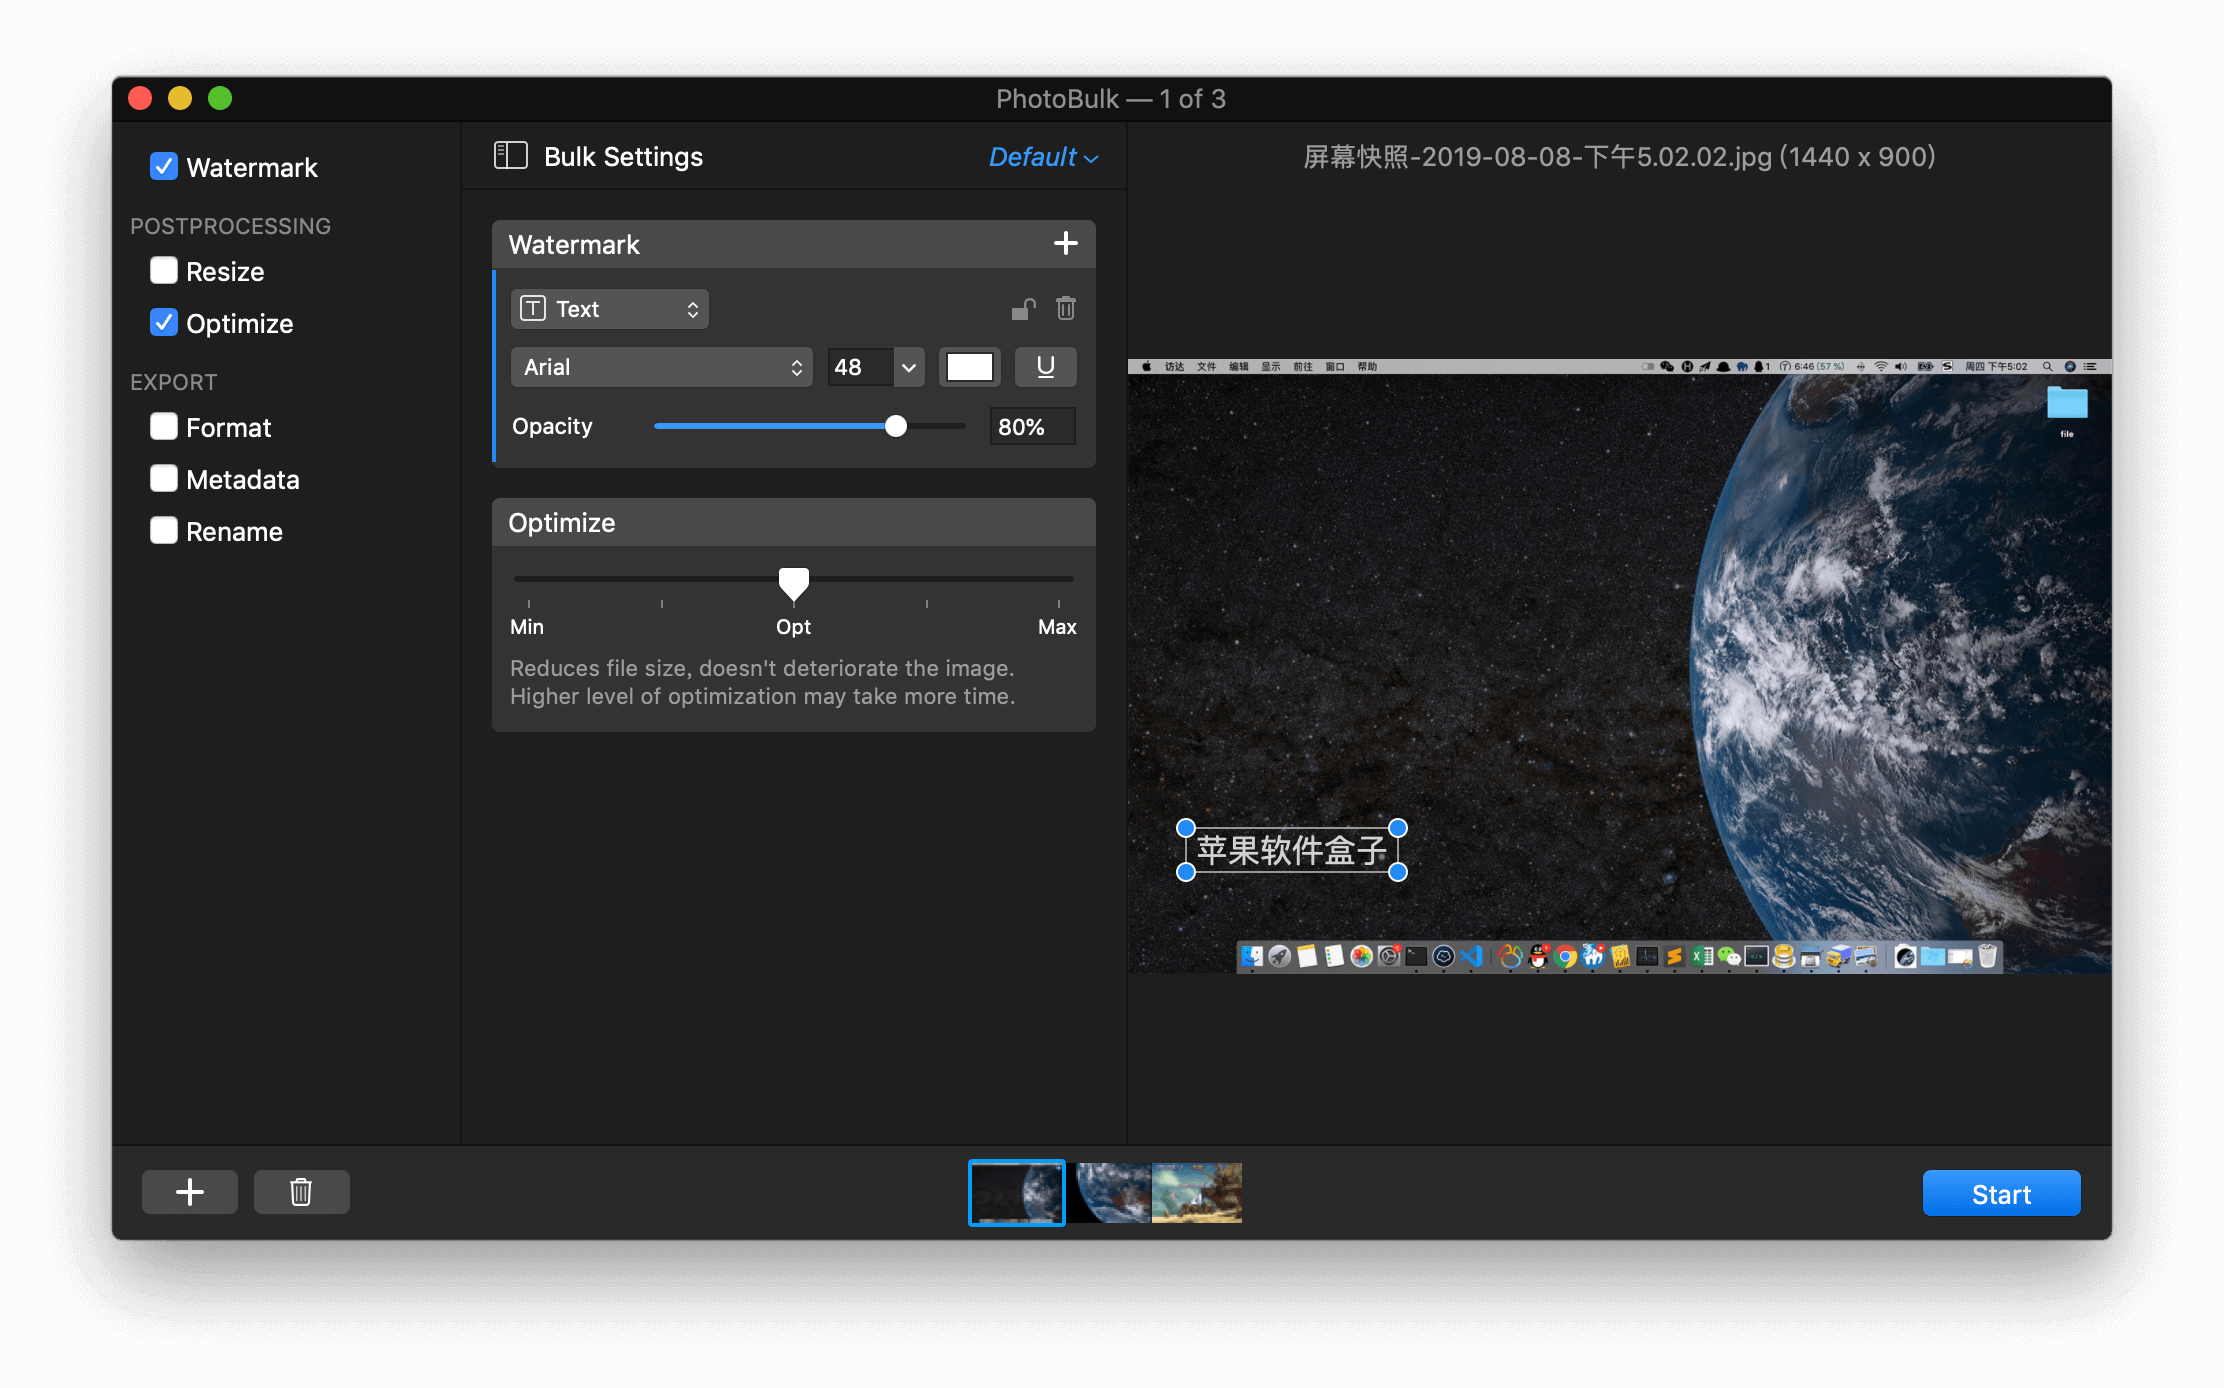 PhotoBulk — 1 of 3
Watermark
POSTPROCESSING
Resize
Optimize
EXPORT
Format
Metadata
Rename
Bulk Settings
Default
Watermark
Text
Arial
48
U
Opacity
80%
Optimize
Min
Opt
Max
Reduces file size, doesn't deteriorate the image.
Higher level of optimization may take more time.
屏幕快照-2019-08-08-下午5.02.02.jpg (1440 x 900)
访达 文件 编辑 显示 前往 窗口 帮助
1 6:46 (57 %) 周四 下午5:02
file
苹果软件盒子
Start